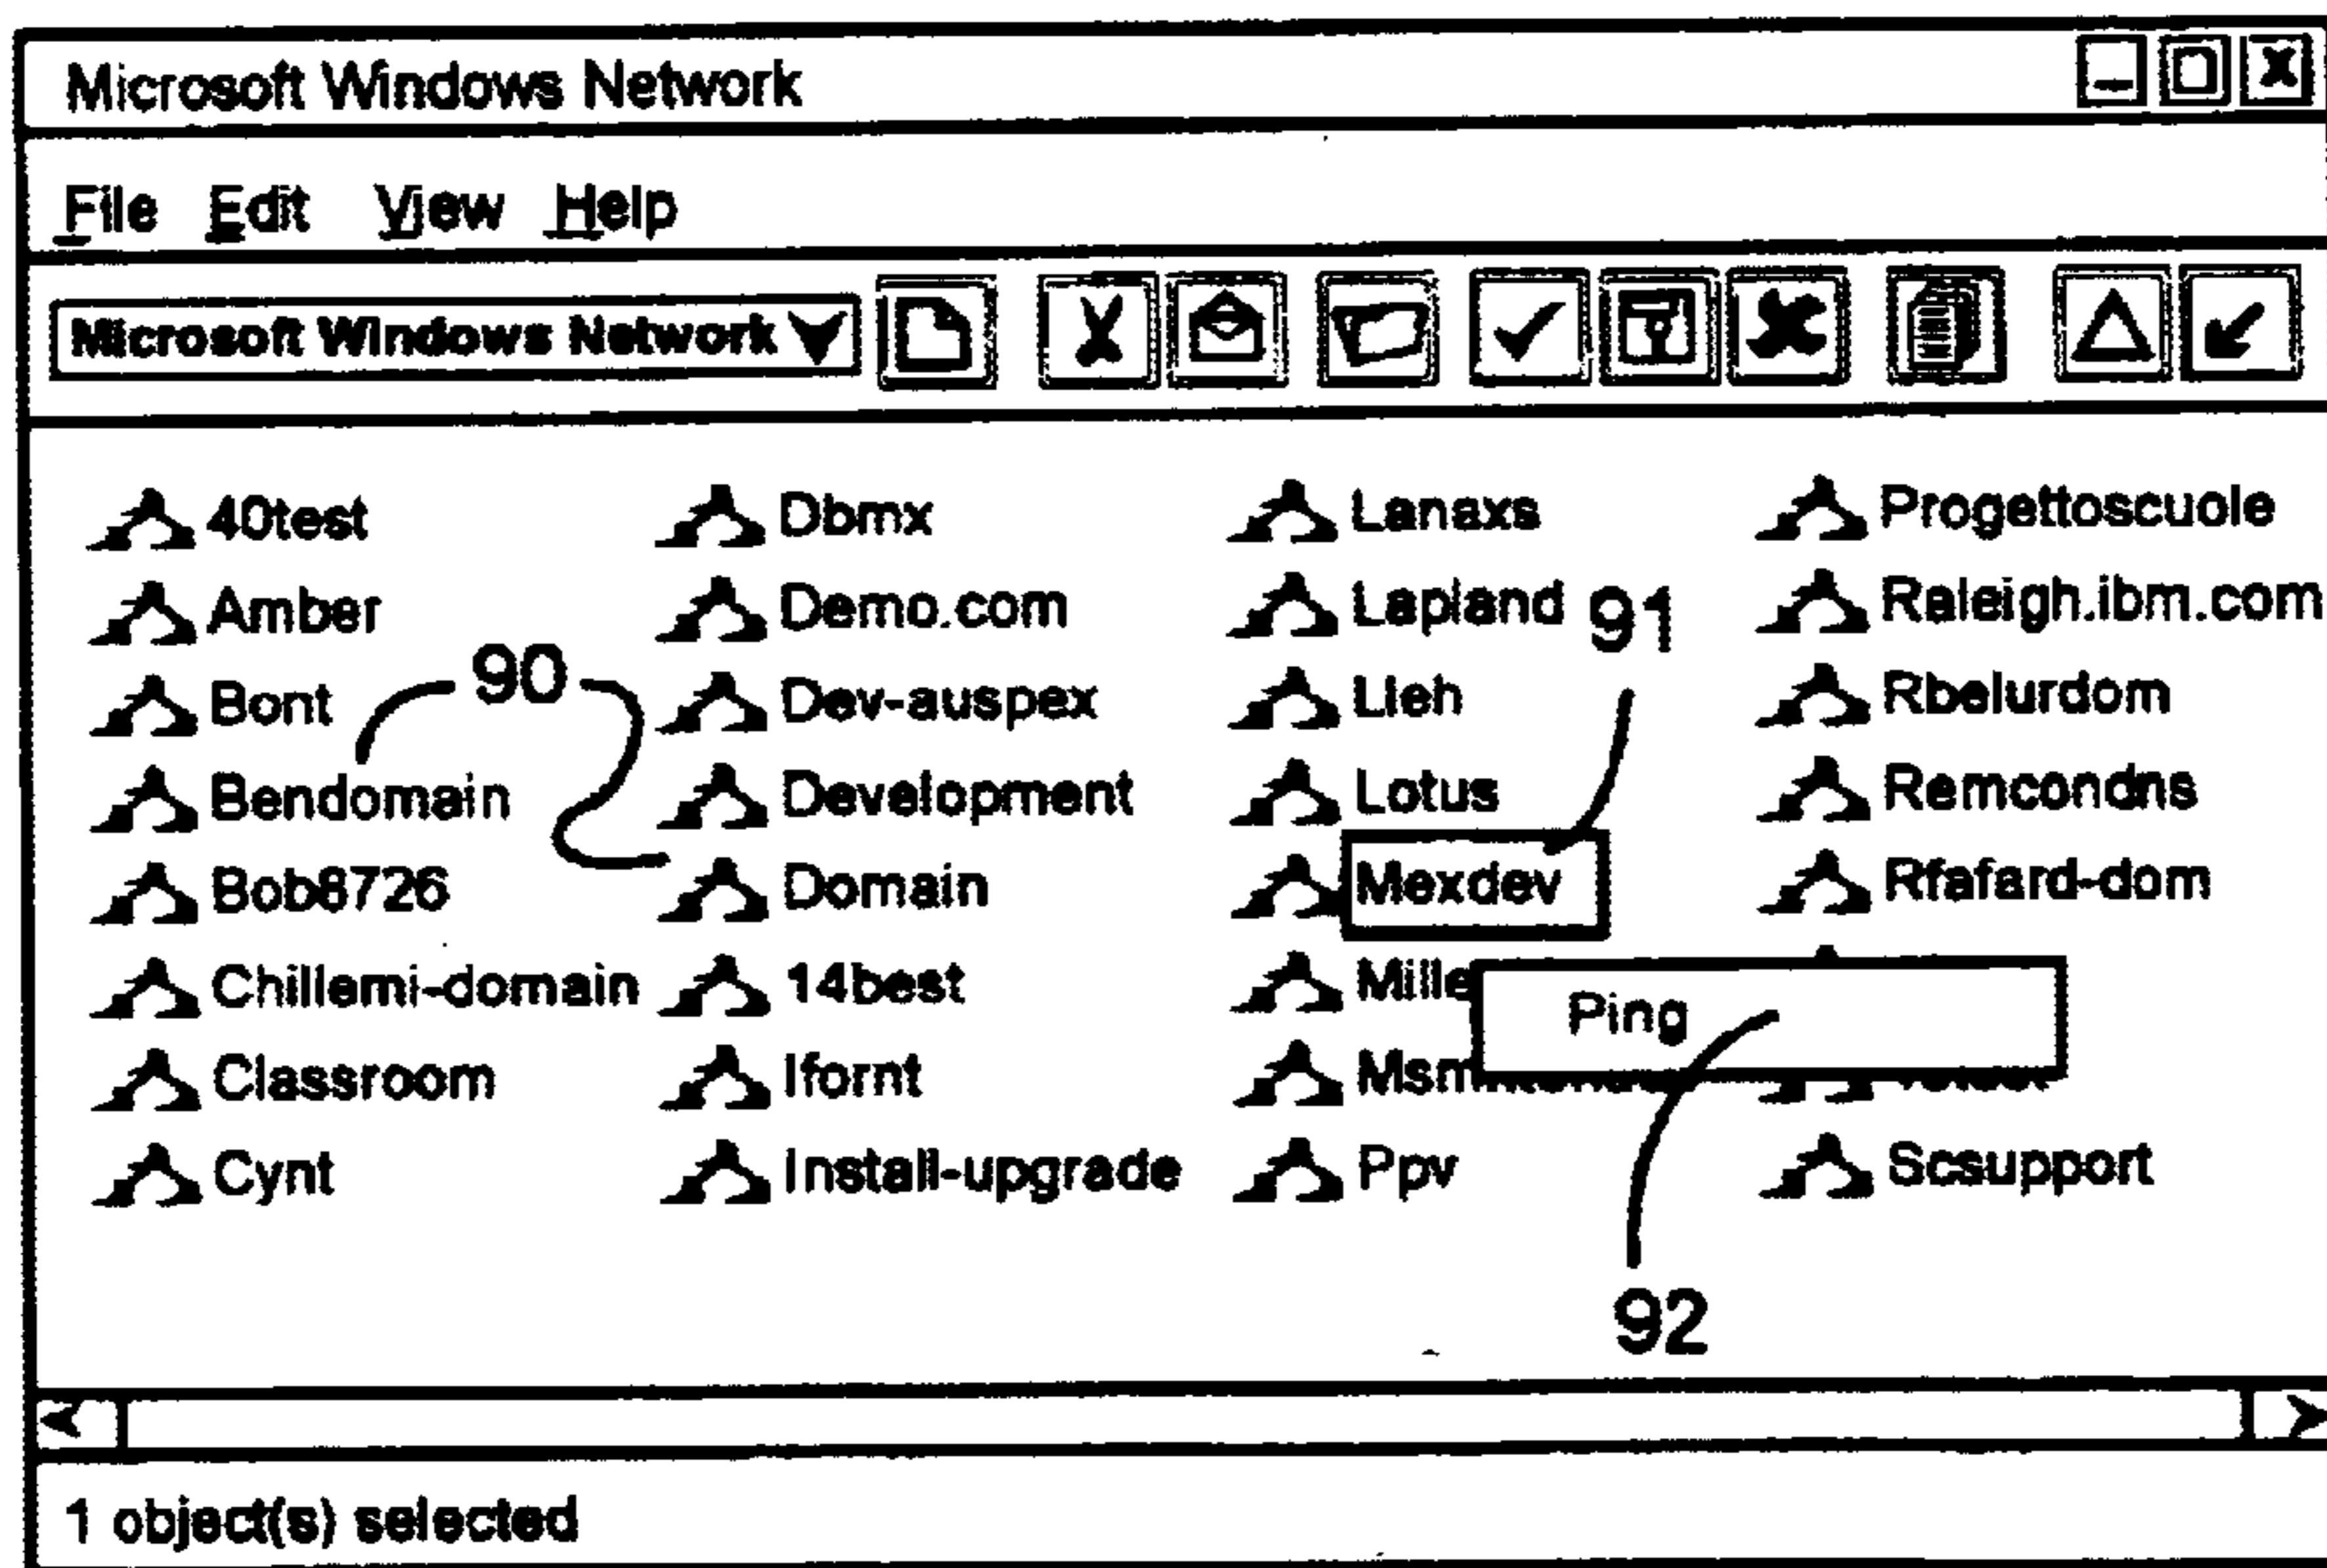 Microsoft Windows Network
File Edit View Help
Microsoft Windows Network
40test Dbmx Lanaxs Progettoscuole
Amber Demo.com Lapland 91 Raleigh.ibm.com
Bont 90 Dev-auspex Lieh Rbelurdom
Bendomain Development Lotus Remcondns
Bob8726 Domain Mexdev Rfafard-dom
Chillemi-domain 14best Ping
Classroom Ifornt
Cynt Install-upgrade Ppv Scsupport
92
1 object(s) selected